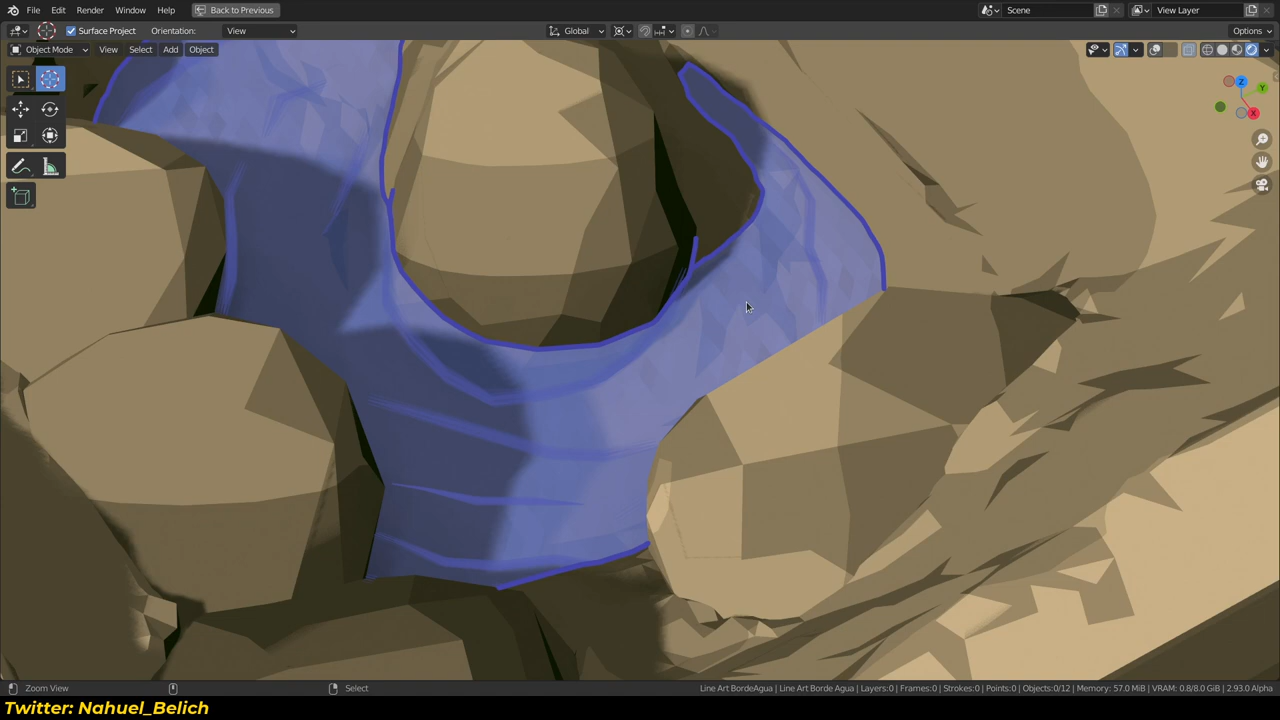 File Edit Render Window Help Back to Previous Scene View Layer
Surface Project Orientation: View Global Options
Object Mode View Select Add Object
Z
Y
X
Zoom View Select Line Art BordeAgua | Line Art Borde Agua | Layers:0 | Frames:0 | Strokes:0 | Points:0 | Objects:0/12 | Memory: 57.0 MiB | VRAM: 0.8/8.0 GiB | 2.93.0 Alpha
Twitter: Nahuel_Belich